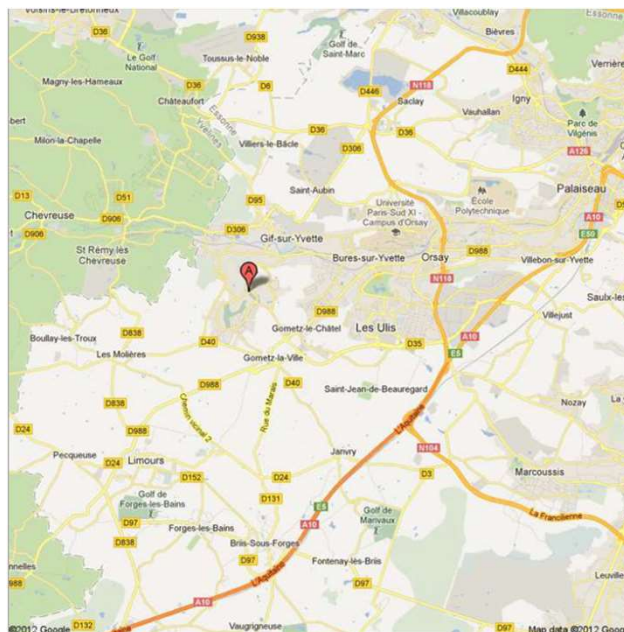 Voisins-le-Bretonneux
Villacoublay
Essonne
D36
D938
Bièvres
Golf de
Saint-Marc
Le Golf
National
Toussus-le-Noble
N118
D444
Verrière
Magny-les-Hameaux
D36
D6
D446
Igny
Châteaufort
Saclay
Vauhallan
Parc de
Vilgénis
Essonne
Yvelines
D36
D36
Milon-la-Chapelle
Villiers-le-Bâcle
D306
A126
Saint-Aubin
École
Polytechnique
Palaiseau
D13
D51
D95
Université
Paris-Sud XI -
Campus d'Orsay
A10
Chevreuse
D906
D306
E50
D906
Gif-sur-Yvette
St Rémy lès
Chevreuse
Bures-sur-Yvette
Orsay
D988
Villebon-sur-Yvette
A
N118
Saulx-les
D988
Villejust
Gometz-le-Châtel
Les Ulis
Boullay-les-Troux
D838
D40
A10
D35
Les Molières
Gometz-la-Ville
E5
D988
D40
Saint-Jean-de-Beauregard
Chemin vicinal 2
Rue du Marais
D838
Nozay
D24
D988
L'Aquitaine
Pecqueuse
Limours
Janvry
N104
D24
D24
D3
Marcoussis
D152
Golf de
Forges-les-Bains
D131
E5
Golf de
Marivaux
La Francilienne
D97
Forges-les-Bains
A10
D838
Briis-Sous-Forges
D97
Fontenay-lès-Briis
D988
D97
L'Aquitaine
Leuville
A10
D132
Vaugrigneuse
D97
©2012 Google
Map data ©2012 Goo